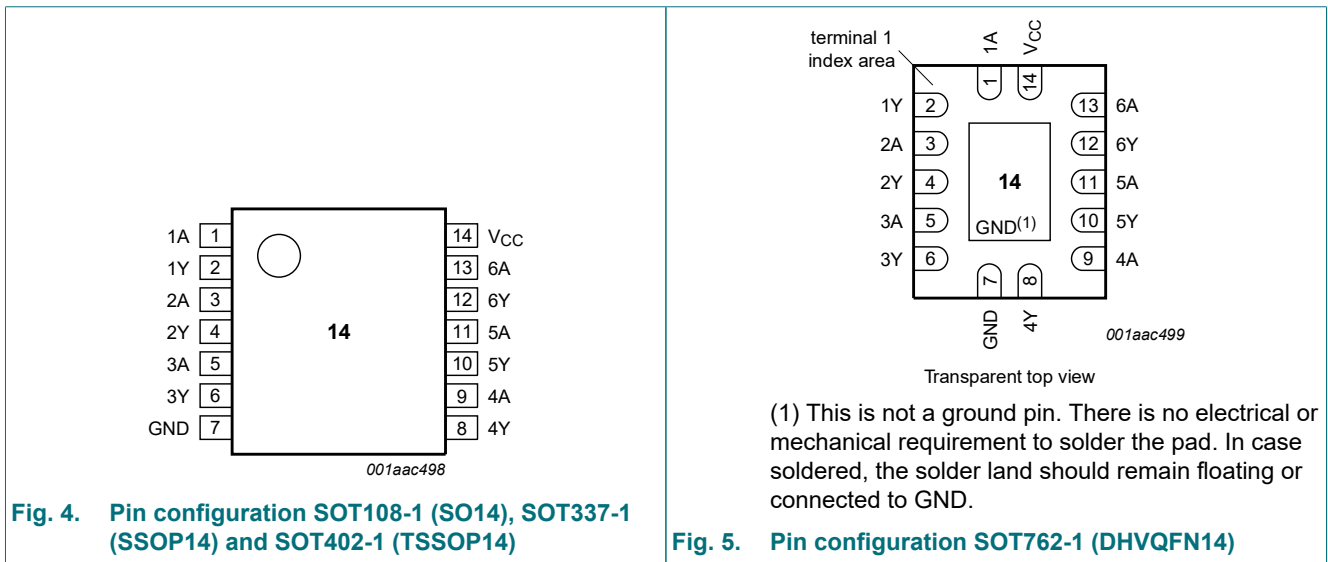 1A 1
1Y 2
2A 3
2Y 4
3A 5
3Y 6
GND 7
14
14 VCC
13 6A
12 6Y
11 5A
10 5Y
9 4A
8 4Y
001aac498
Fig. 4. Pin configuration SOT108-1 (SO14), SOT337-1
(SSOP14) and SOT402-1 (TSSOP14)
terminal 1
index area
1A
VCC
1
14
1Y 2
2A 3
2Y 4
3A 5
3Y 6
14
GND(1)
13 6A
12 6Y
11 5A
10 5Y
9 4A
7
8
GND
4Y
001aac499
Transparent top view
(1) This is not a ground pin. There is no electrical or
mechanical requirement to solder the pad. In case
soldered, the solder land should remain floating or
connected to GND.
Fig. 5. Pin configuration SOT762-1 (DHVQFN14)